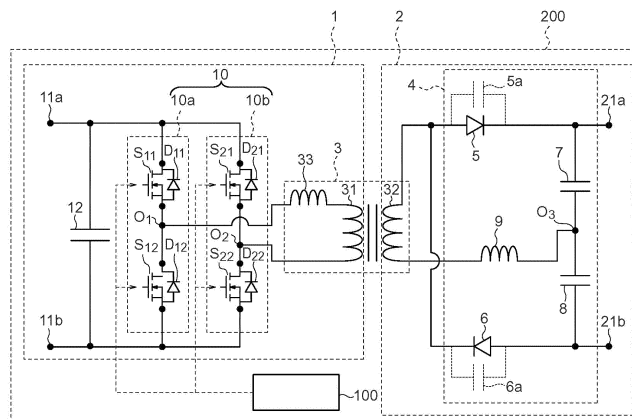 1 2 200
10 4 5a
11a 10a 10b 21a
S11 D11 S21 D21 3 5
33 7
12 31 32
O1 O3
O2 9
S12 D12 S22 D22
8
11b 6 21b
6a
100